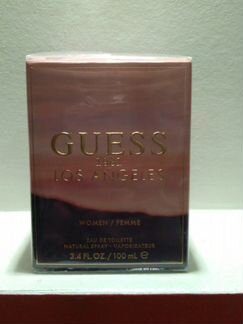 GUESS
1981
LOS ANGELES
WOMEN / FEMME
EAU DE TOILETTE
NATURAL SPRAY - VAPORISATEUR
3.4 FL. OZ. / 100 mL ℮